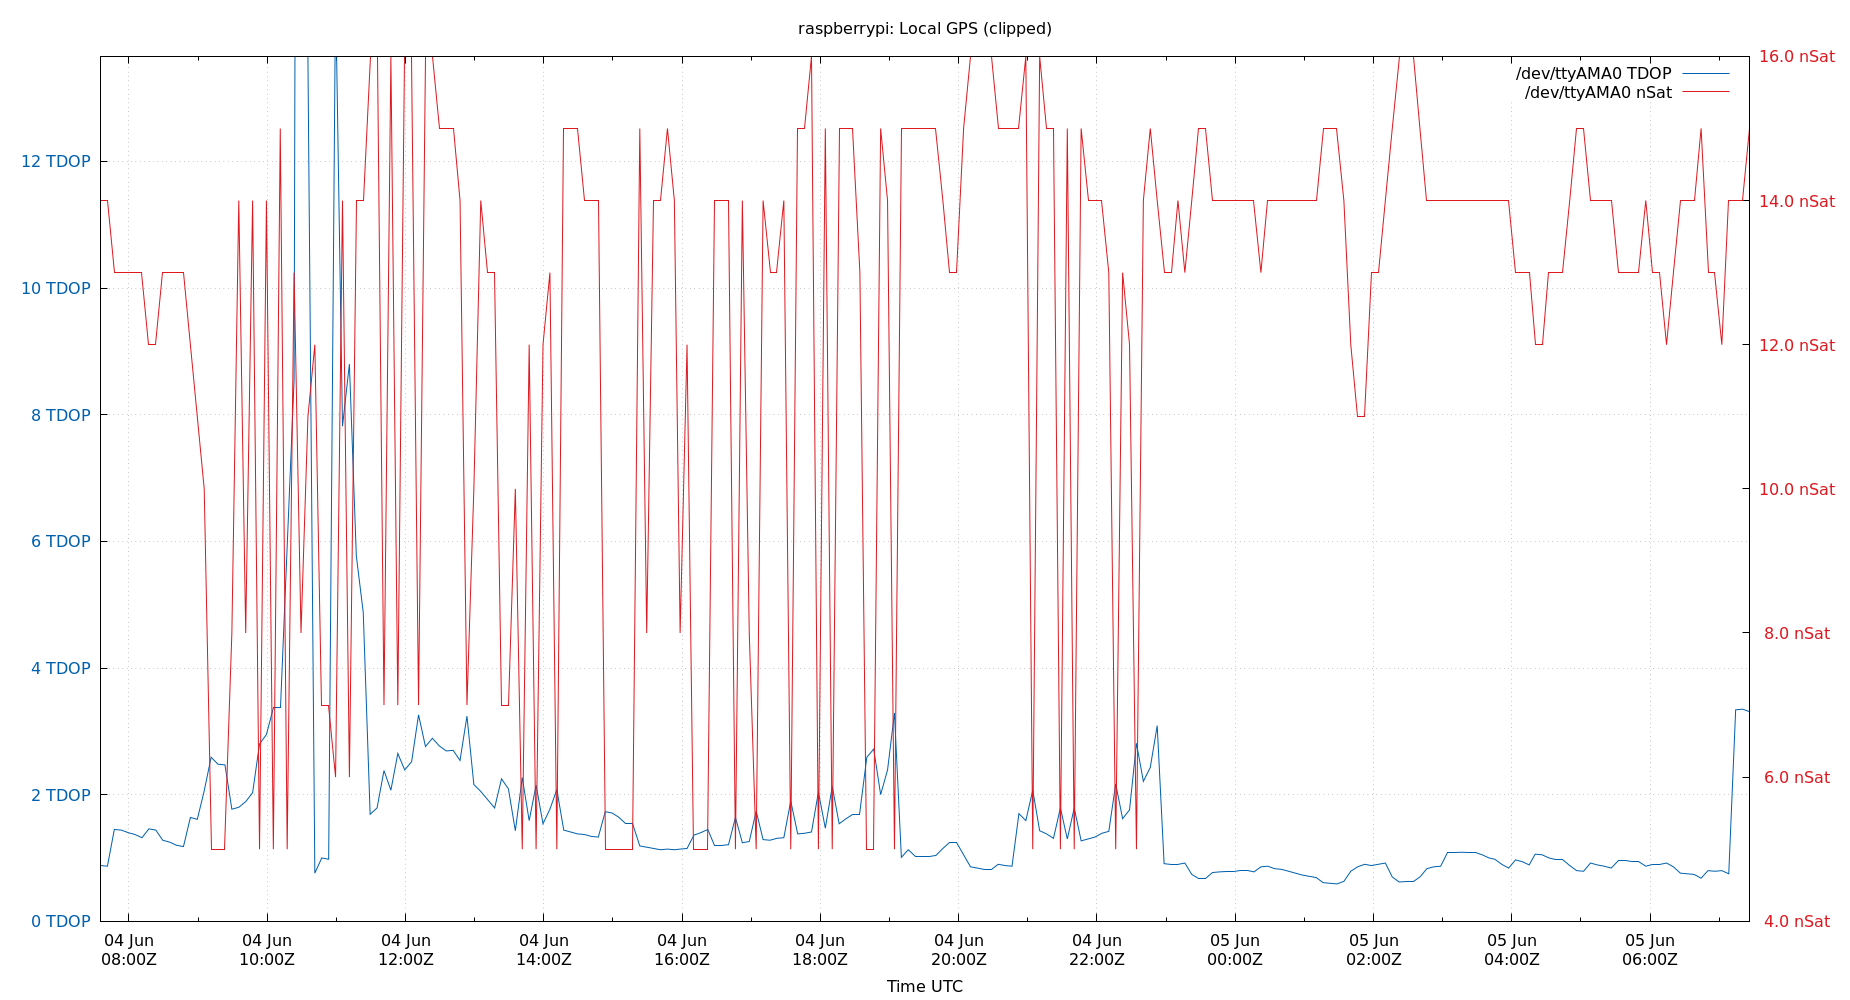 raspberrypi: Local GPS (clipped)
16.0 nSat
/dev/ttyAMA0 TDOP
/dev/ttyAMA0 nSat
12 TDOP
14.0 nSat
10 TDOP
12.0 nSat
8 TDOP
10.0 nSat
6 TDOP
8.0 nSat
4 TDOP
6.0 nSat
2 TDOP
0 TDOP
4.0 nSat
04 Jun 04 Jun 04 Jun 04 Jun 04 Jun 04 Jun 04 Jun 04 Jun 05 Jun 05 Jun 05 Jun 05 Jun
08:00Z 10:00Z 12:00Z 14:00Z 16:00Z 18:00Z 20:00Z 22:00Z 00:00Z 02:00Z 04:00Z 06:00Z
Time UTC